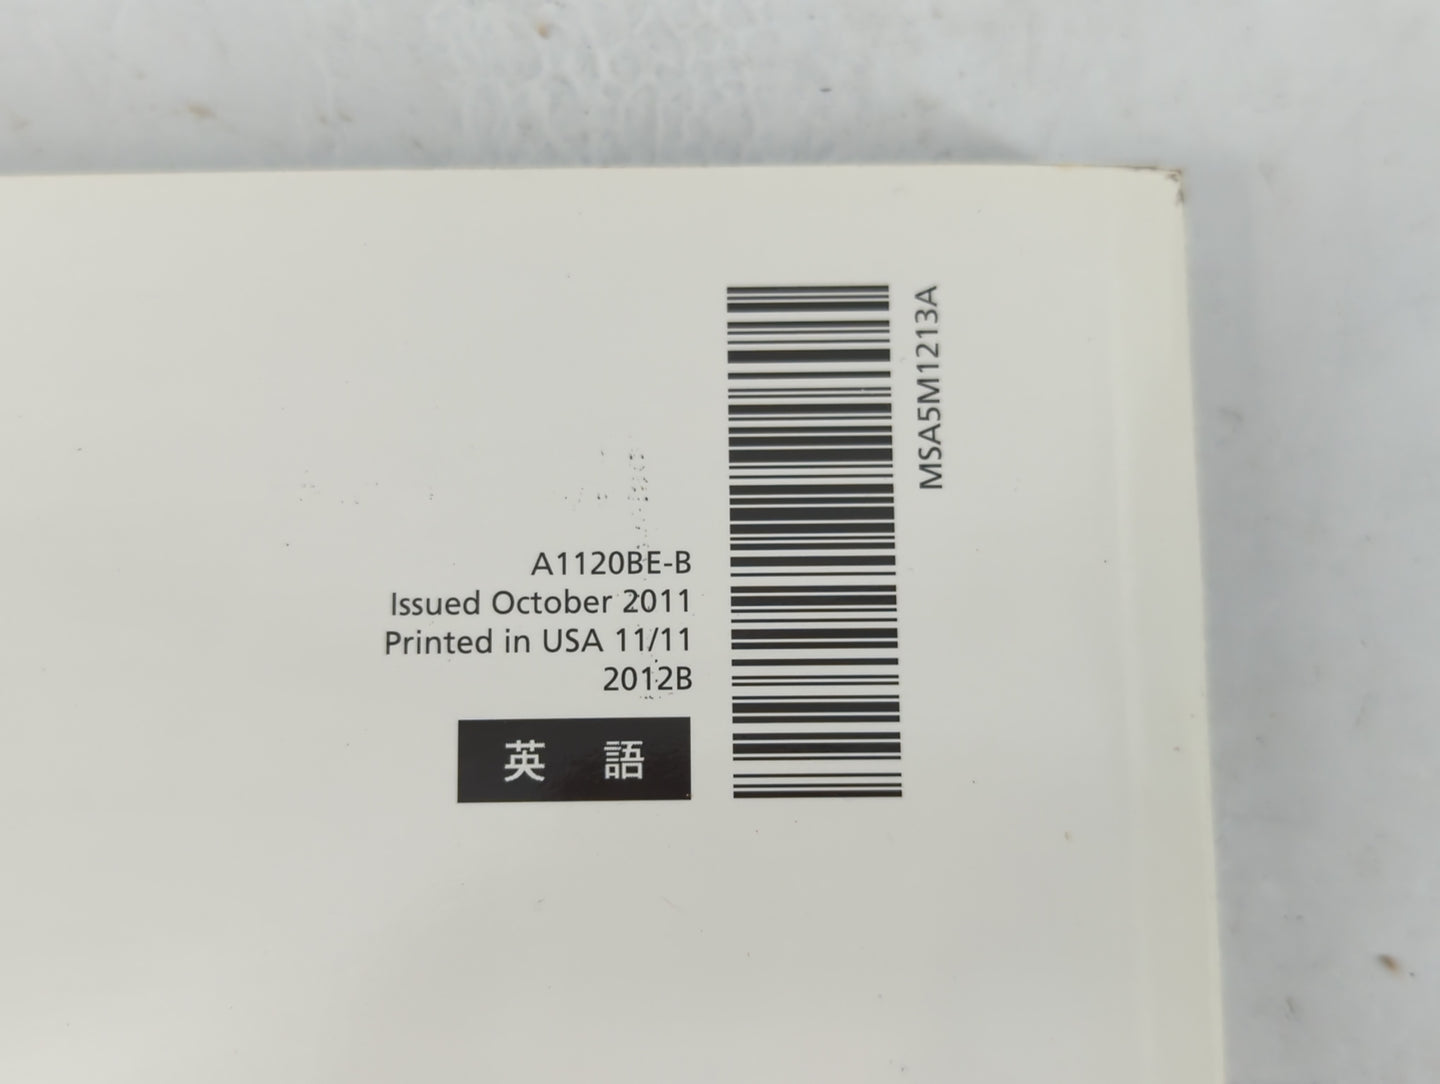 A1120BE-B
Issued October 2011
Printed in USA 11/11
2012B
英 語
MSA5M1213A